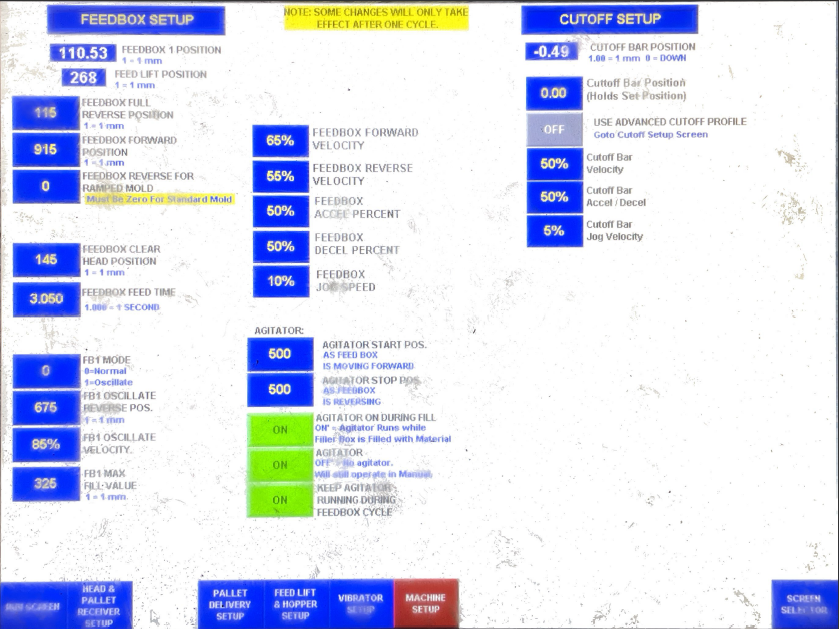 FEEDBOX SETUP
NOTE: SOME CHANGES WILL ONLY TAKE
EFFECT AFTER ONE CYCLE.
CUTOFF SETUP
110.53
FEEDBOX 1 POSITION
1 = 1 mm
268
FEED LIFT POSITION
1 = 1 mm
115
FEEDBOX FULL
REVERSE POSITION
1 = 1 mm
915
FEEDBOX FORWARD
POSITION
1 = 1 mm
0
FEEDBOX REVERSE FOR
RAMPED MOLD
Must Be Zero For Standard Mold
145
FEEDBOX CLEAR
HEAD POSITION
1 = 1 mm
3.050
FEEDBOX FEED TIME
1.000 = 1 SECOND
0
FB1 MODE
0=Normal
1=Oscillate
675
FB1 OSCILLATE
REVERSE POS.
1 = 1 mm
85%
FB1 OSCILLATE
VELOCITY.
325
FB1 MAX
FILL VALUE
1 = 1 mm.
65%
FEEDBOX FORWARD
VELOCITY
55%
FEEDBOX REVERSE
VELOCITY
50%
FEEDBOX
ACCEL PERCENT
50%
FEEDBOX
DECEL PERCENT
10%
FEEDBOX
JOG SPEED
AGITATOR:
500
AGITATOR START POS.
AS FEED BOX
IS MOVING FORWARD
500
AGITATOR STOP POS.
AS FEEDBOX
IS REVERSING
ON
AGITATOR ON DURING FILL
ON' = Agitator Runs while
Filler Box is Filled with Material
ON
AGITATOR
OFF' = No agitator.
Will still operate in Manual.
ON
KEEP AGITATOR
RUNNING DURING
FEEDBOX CYCLE
-0.49
CUTOFF BAR POSITION
1.00 = 1 mm 0 = DOWN
0.00
Cuttoff Bar Position
(Holds Set Position)
OFF
USE ADVANCED CUTOFF PROFILE
Goto Cutoff Setup Screen
50%
Cutoff Bar
Velocity
50%
Cutoff Bar
Accel / Decel
5%
Cutoff Bar
Jog Velocity
RUN SCREEN
HEAD &
PALLET
RECEIVER
SETUP
PALLET
DELIVERY
SETUP
FEED LIFT
& HOPPER
SETUP
VIBRATOR
SETUP
MACHINE
SETUP
SCREEN
SELECTOR